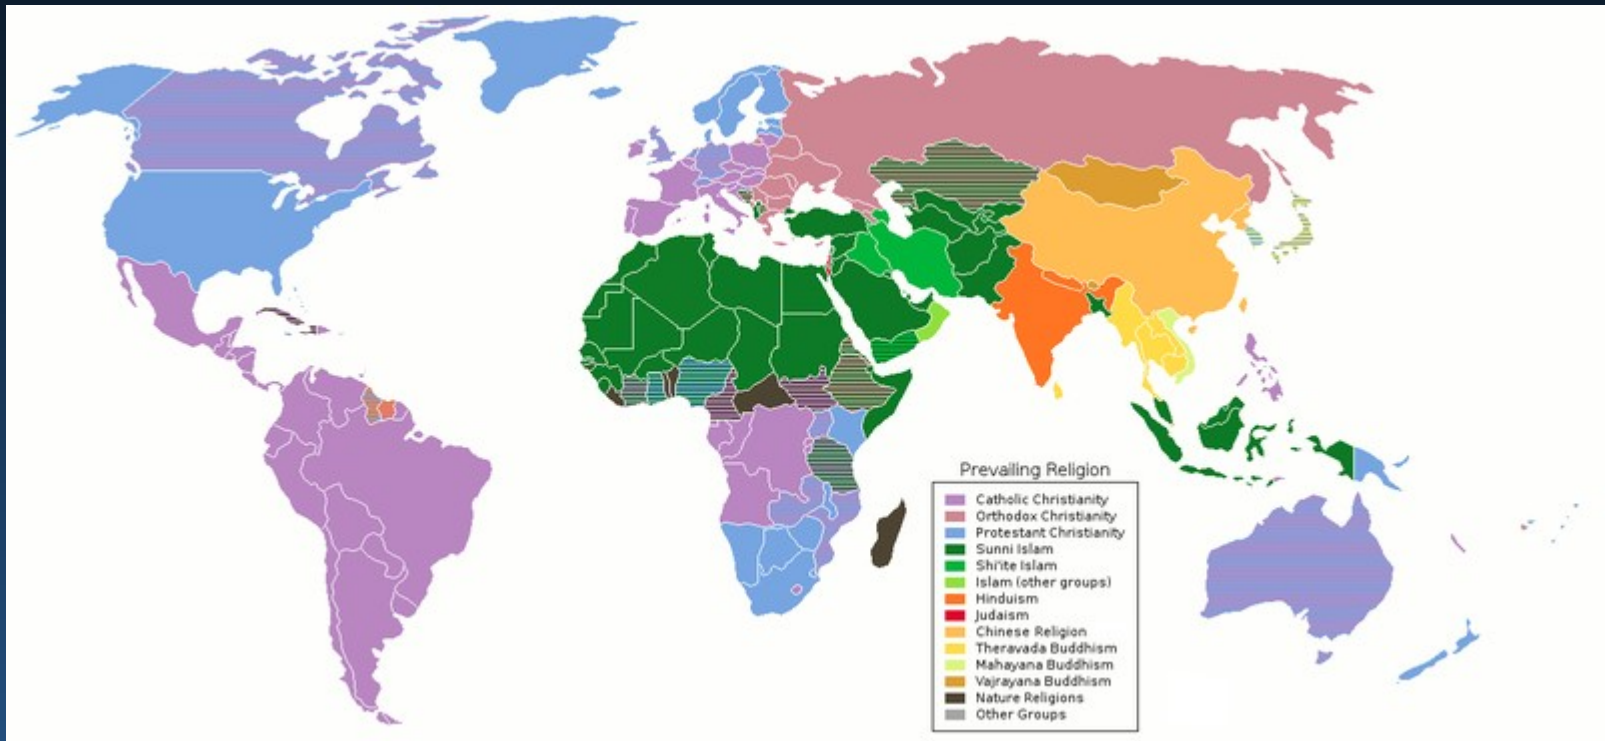 Prevailing Religion
Catholic Christianity
Orthodox Christianity
Protestant Christianity
Sunni Islam
Shi'ite Islam
Islam (other groups)
Hinduism
Judaism
Chinese Religion
Theravada Buddhism
Mahayana Buddhism
Vajrayana Buddhism
Nature Religions
Other Groups